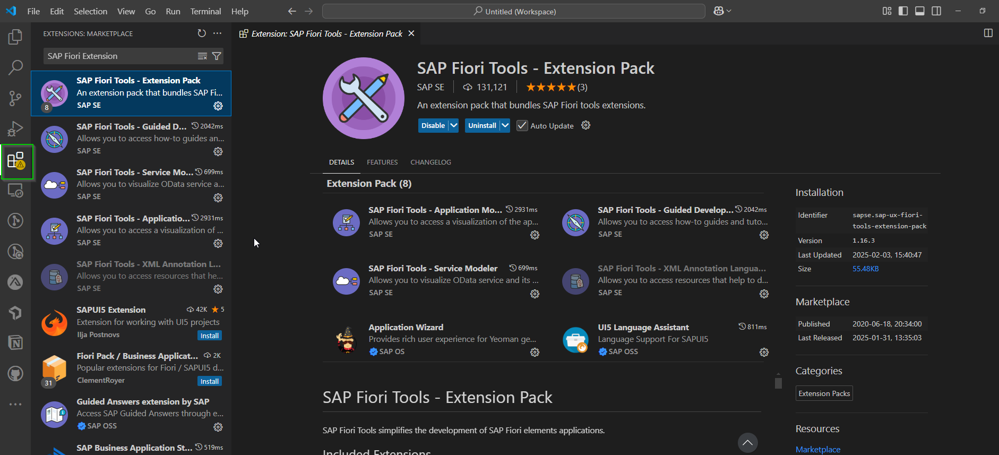 File Edit Selection View Go Run Terminal Help
Untitled (Workspace)
EXTENSIONS: MARKETPLACE
SAP Fiori Extension
SAP Fiori Tools - Extension Pack
An extension pack that bundles SAP Fi...
SAP SE
8
SAP Fiori Tools - Guided D... 2042ms
Allows you to access how-to guides an...
SAP SE
SAP Fiori Tools - Service Mo... 699ms
Allows you to visualize OData service a...
SAP SE
SAP Fiori Tools - Applicatio... 2931ms
Allows you to access a visualization of ...
SAP SE
SAP Fiori Tools - XML Annotation L...
Allows you to access resources that he...
SAP SE
SAPUI5 Extension 42K 5
Extension for working with UI5 projects
Ilja Postnovs Install
Fiori Pack / Business Applicat... 2K
Popular extensions for Fiori / SAPUI5 d...
31 ClementRoyer Install
Guided Answers extension by SAP
Access SAP Guided Answers through e...
SAP OSS
SAP Business Application St... 519ms
Extension: SAP Fiori Tools - Extension Pack
SAP Fiori Tools - Extension Pack
SAP SE 131,121 (3)
An extension pack that bundles SAP Fiori tools extensions.
Disable Uninstall Auto Update
DETAILS FEATURES CHANGELOG
Extension Pack (8)
SAP Fiori Tools - Application Mo... 2931ms
Allows you to access a visualization of the ap...
SAP SE
SAP Fiori Tools - Guided Develop... 2042ms
Allows you to access how-to guides and tuto...
SAP SE
SAP Fiori Tools - Service Modeler 699ms
Allows you to visualize OData service and its ...
SAP SE
SAP Fiori Tools - XML Annotation Langua...
Allows you to access resources that help to d...
SAP SE
Application Wizard
Provides rich user experience for Yeoman ge...
SAP OS
UI5 Language Assistant 811ms
Language Support For SAPUI5
SAP OSS
SAP Fiori Tools - Extension Pack
SAP Fiori Tools simplifies the development of SAP Fiori elements applications.
Included Extensions
Installation
Identifier sapse.sap-ux-fiori-
tools-extension-pack
Version 1.16.3
Last Updated 2025-02-03, 15:40:47
Size 55.48KB
Marketplace
Published 2020-06-18, 20:34:00
Last Released 2025-01-31, 13:35:03
Categories
Extension Packs
Resources
Marketplace